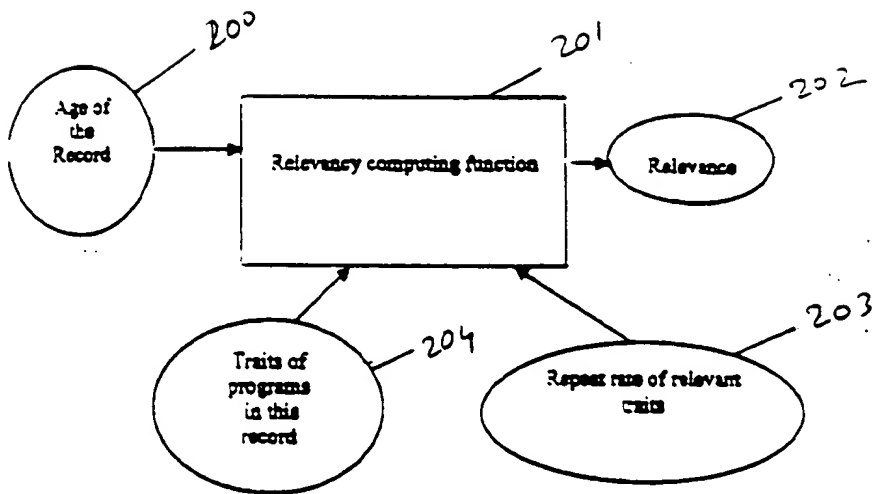 200
201
202
Age of
the
Record
Relevancy computing function
Relevance
203
204
Traits of
programs
in this
record
Repeat rate of relevant
traits